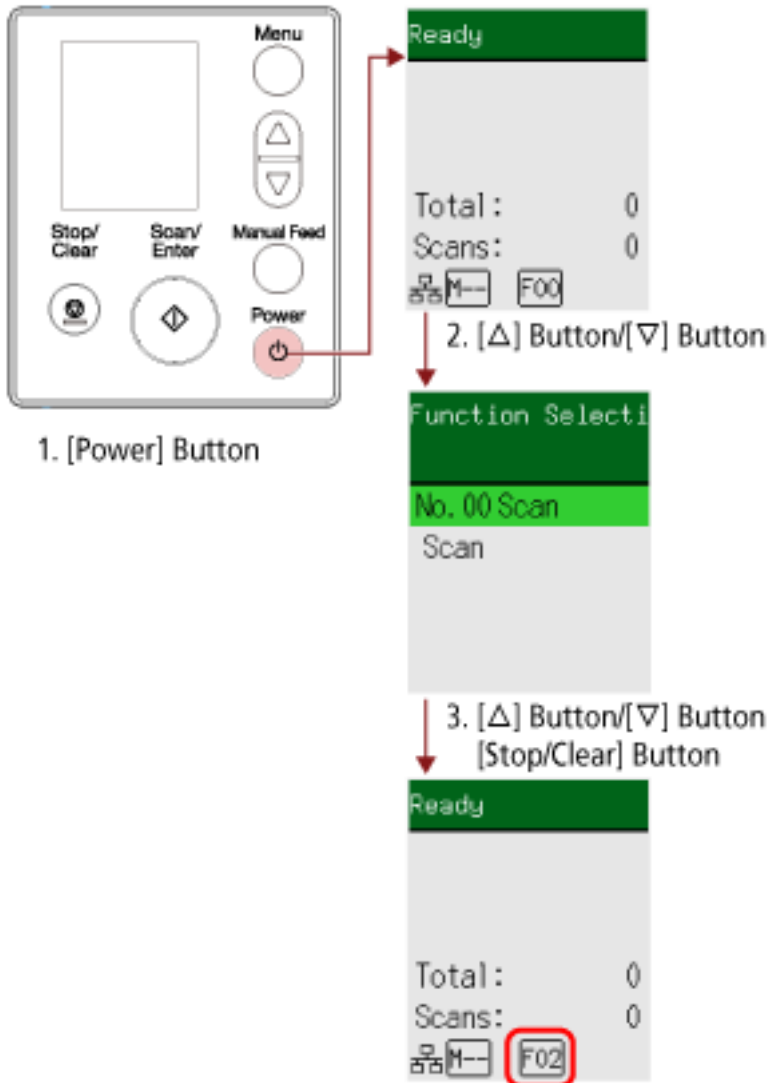 Menu
Stop/
Clear
Scan/
Enter
Manual Feed
Power
1. [Power] Button
Ready
Total: 0
Scans: 0
M-- F00
2. [△] Button/[▽] Button
Function Selecti
No. 00 Scan
Scan
3. [△] Button/[▽] Button
[Stop/Clear] Button
Ready
Total: 0
Scans: 0
M-- F02